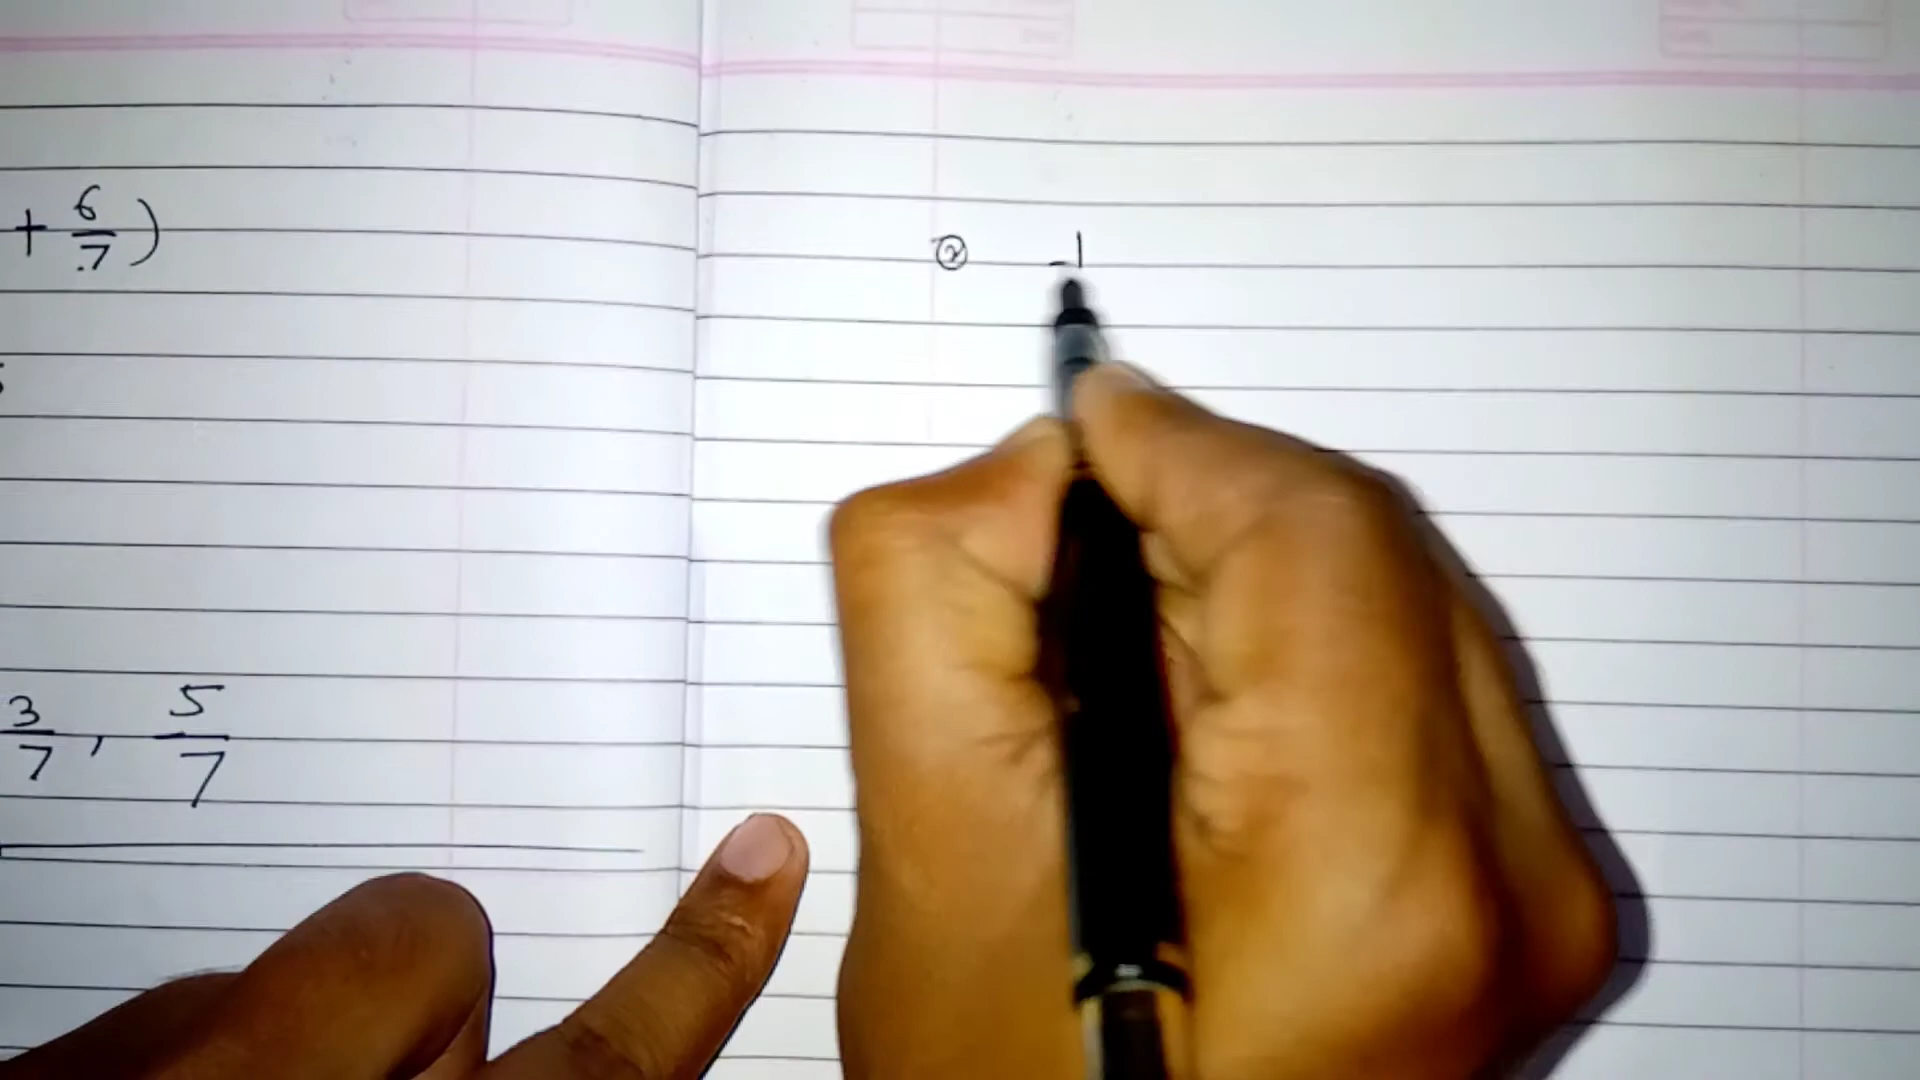 + 6/7 )
3/7 , 5/7
② -1